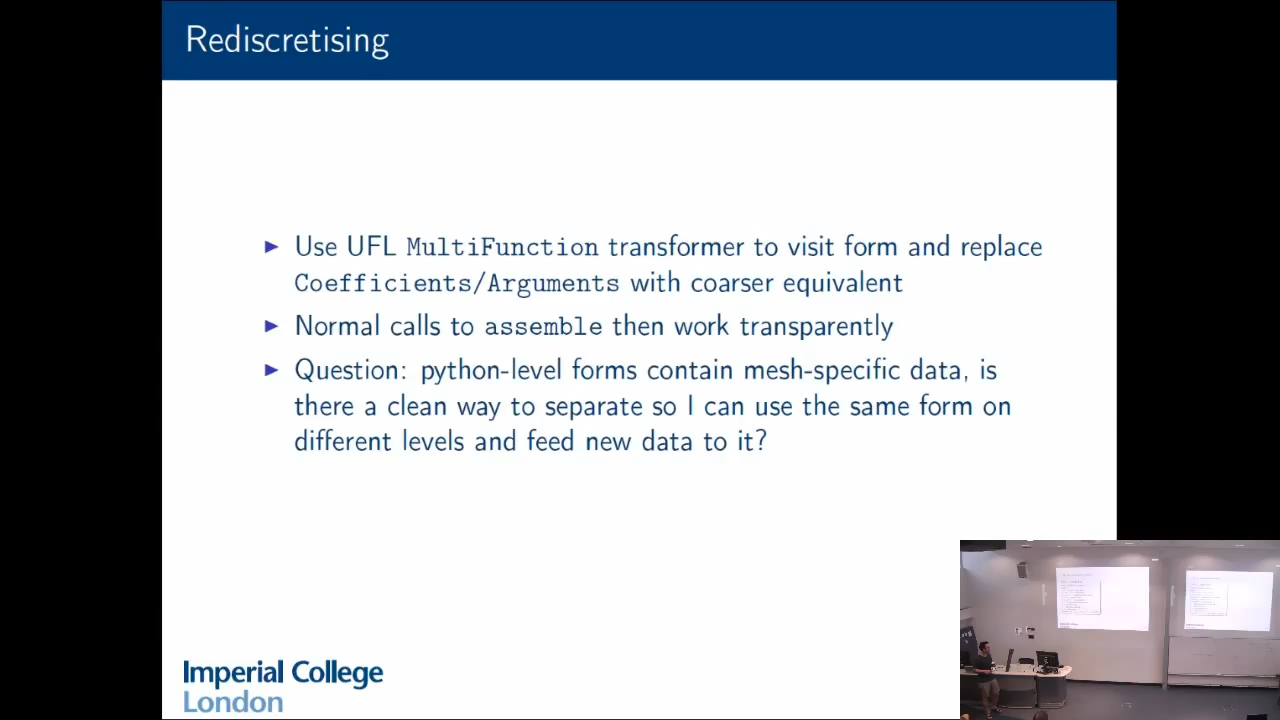 Rediscretising
► Use UFL MultiFunction transformer to visit form and replace
Coefficients/Arguments with coarser equivalent
► Normal calls to assemble then work transparently
► Question: python-level forms contain mesh-specific data, is
there a clean way to separate so I can use the same form on
different levels and feed new data to it?
Imperial College
London